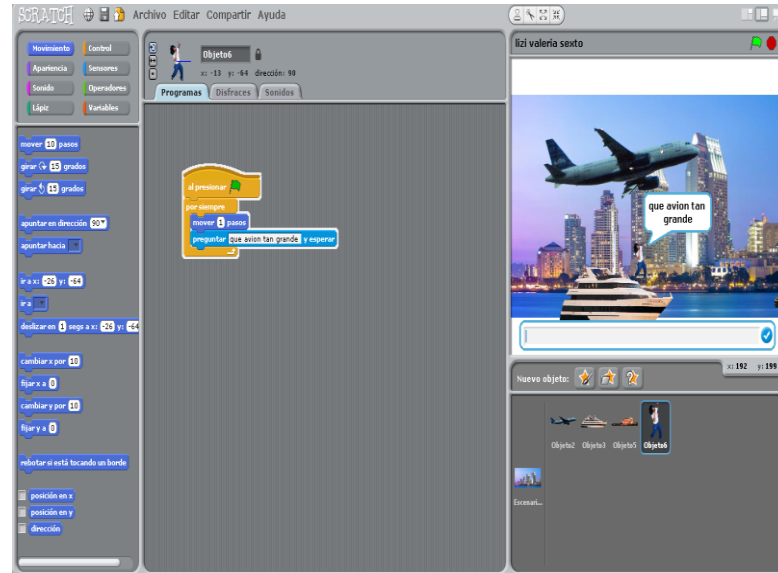 SCRATCH Archivo Editar Compartir Ayuda
Movimiento Control
Apariencia Sensores
Sonido Operadores
Lápiz Variables
mover 10 pasos
girar 15 grados
girar 15 grados
apuntar en dirección 90
apuntar hacia
ir a x: -26 y: -64
ir a
deslizar en 1 segs a x: -26 y: -64
cambiar x por 10
fijar x a 0
cambiar y por 10
fijar y a 0
rebotar si está tocando un borde
posición en x
posición en y
dirección
Objeto6
x: -13 y: -64 dirección: 90
Programas Disfraces Sonidos
al presionar
por siempre
mover 1 pasos
preguntar que avion tan grande y esperar
lizi valeria sexto
que avion tan
grande
x: 192 y: 199
Nuevo objeto:
Objeto2 Objeto3 Objeto5 Objeto6
Escenari...